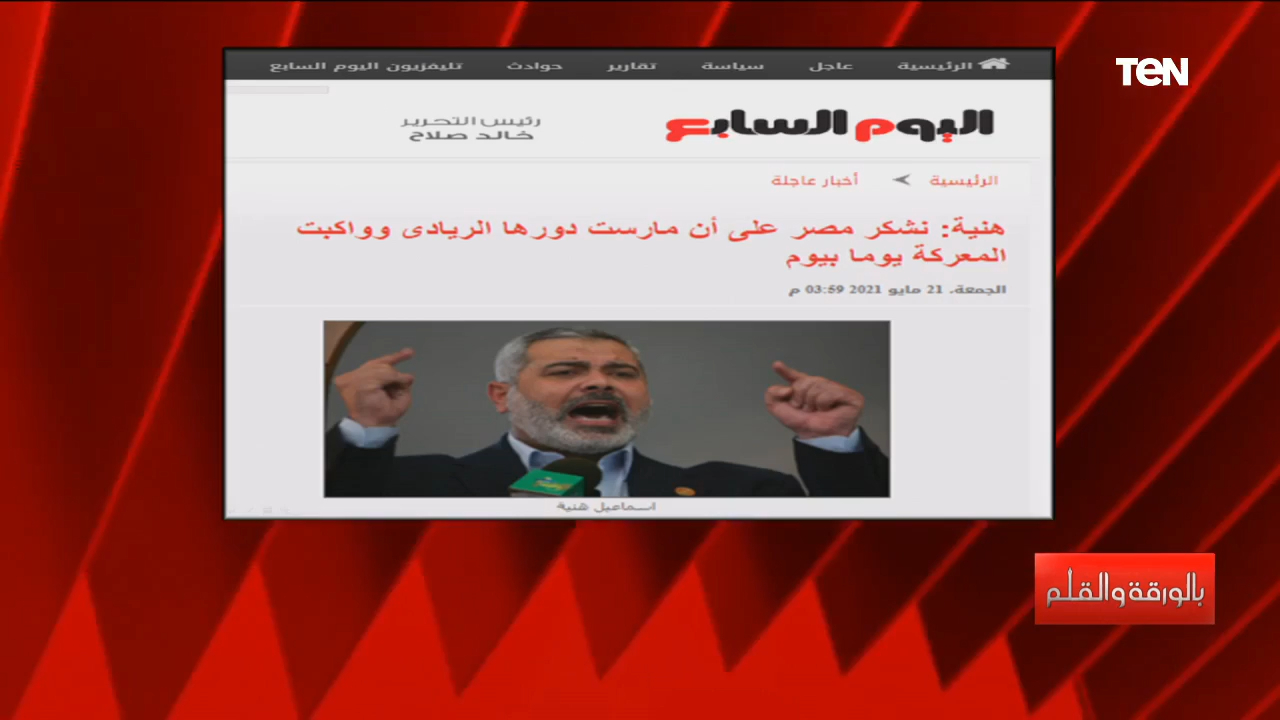 TEN
الرئيسية عاجل سياسة تقارير حوادث تليفزيون اليوم السابع
اليوم السابع
رئيس التحرير
خالد صلاح
الرئيسية أخبار عاجلة
هنية: نشكر مصر على أن مارست دورها الريادى وواكبت
المعركة يوما بيوم
الجمعة، 21 مايو 2021 03:59 م
اسماعيل هنية
بالورقة والقلم